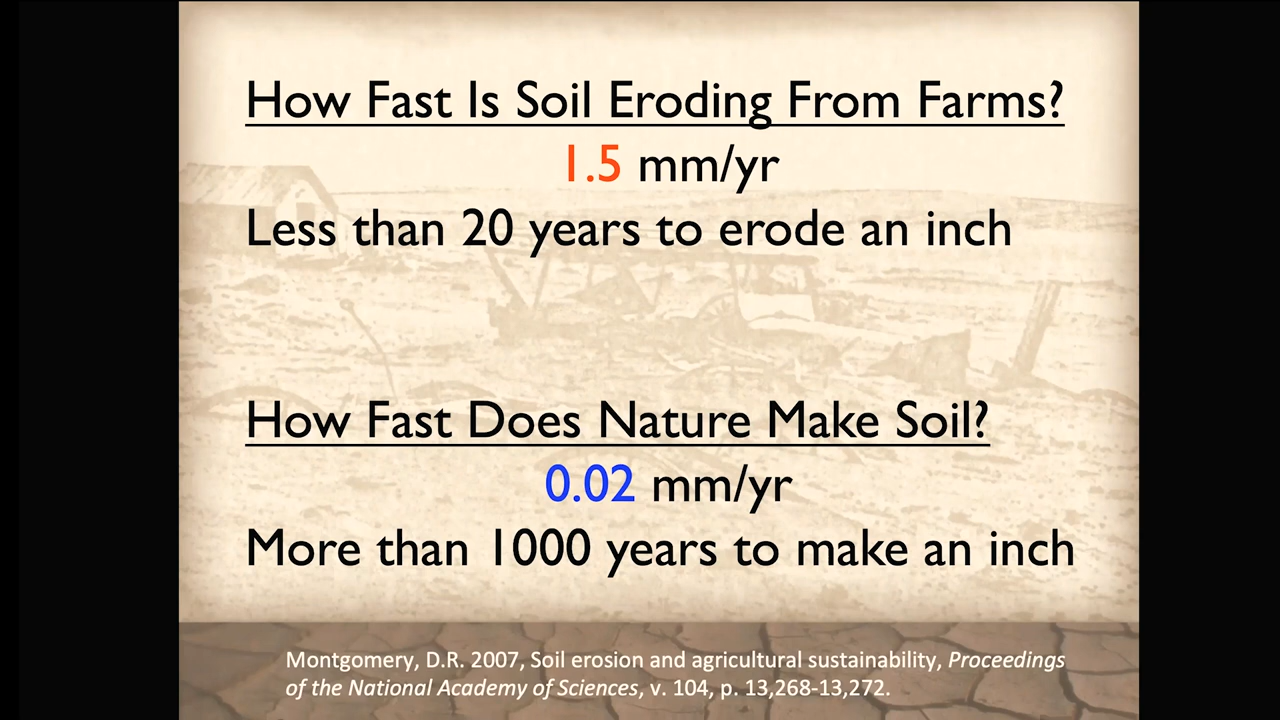 How Fast Is Soil Eroding From Farms?
1.5 mm/yr
Less than 20 years to erode an inch
How Fast Does Nature Make Soil?
0.02 mm/yr
More than 1000 years to make an inch
Montgomery, D.R. 2007, Soil erosion and agricultural sustainability, Proceedings
of the National Academy of Sciences, v. 104, p. 13,268-13,272.